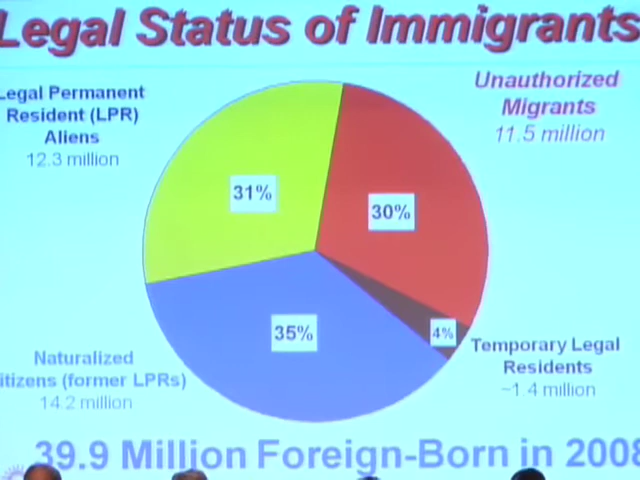 Legal Status of Immigrants
Legal Permanent
Resident (LPR)
Aliens
12.3 million
Unauthorized
Migrants
11.5 million
31%
30%
35%
4%
Temporary Legal
Residents
~1.4 million
Naturalized
itizens (former LPRs)
14.2 million
39.9 Million Foreign-Born in 2008